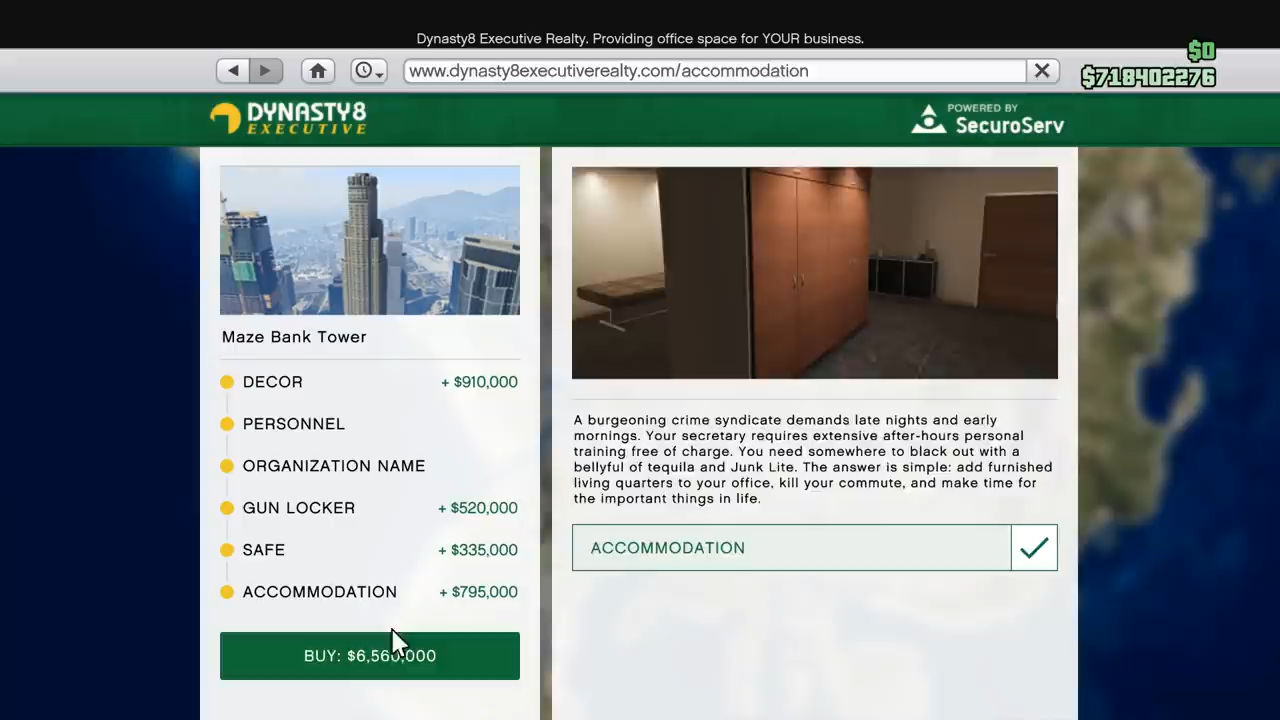 Dynasty8 Executive Realty. Providing office space for YOUR business.
$0
www.dynasty8executiverealty.com/accommodation
$718402276
DYNASTY8
EXECUTIVE
POWERED BY
SecuroServ
Maze Bank Tower
DECOR + $910,000
PERSONNEL
ORGANIZATION NAME
GUN LOCKER + $520,000
SAFE + $335,000
ACCOMMODATION + $795,000
BUY: $6,560,000
A burgeoning crime syndicate demands late nights and early
mornings. Your secretary requires extensive after-hours personal
training free of charge. You need somewhere to black out with a
bellyful of tequila and Junk Lite. The answer is simple: add furnished
living quarters to your office, kill your commute, and make time for
the important things in life.
ACCOMMODATION